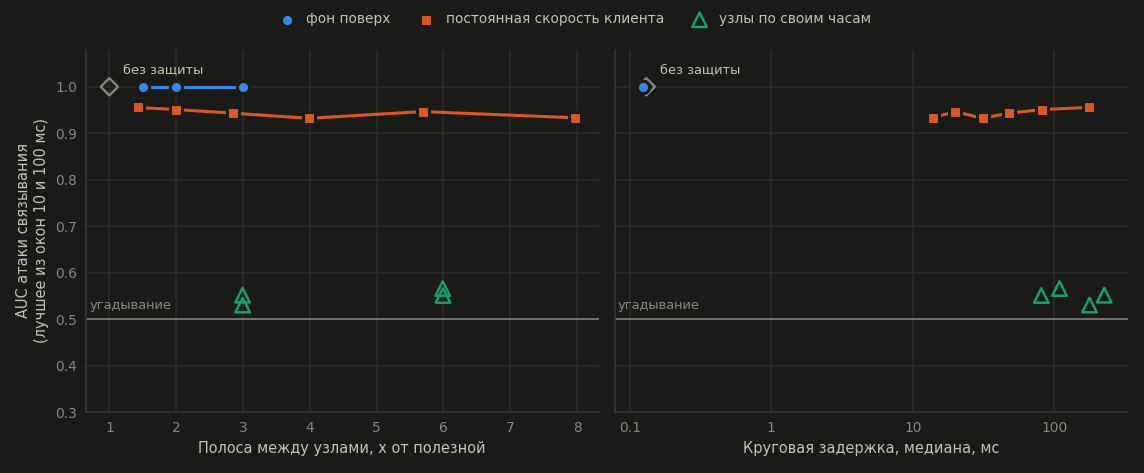 фон поверх
постоянная скорость клиента
узлы по своим часам
AUC атаки связывания
(лучшее из окон 10 и 100 мс)
1.0
0.9
0.8
0.7
0.6
0.5
0.4
0.3
без защиты
угадывание
1 2 3 4 5 6 7 8
Полоса между узлами, x от полезной
без защиты
угадывание
0.1 1 10 100
Круговая задержка, медиана, мс